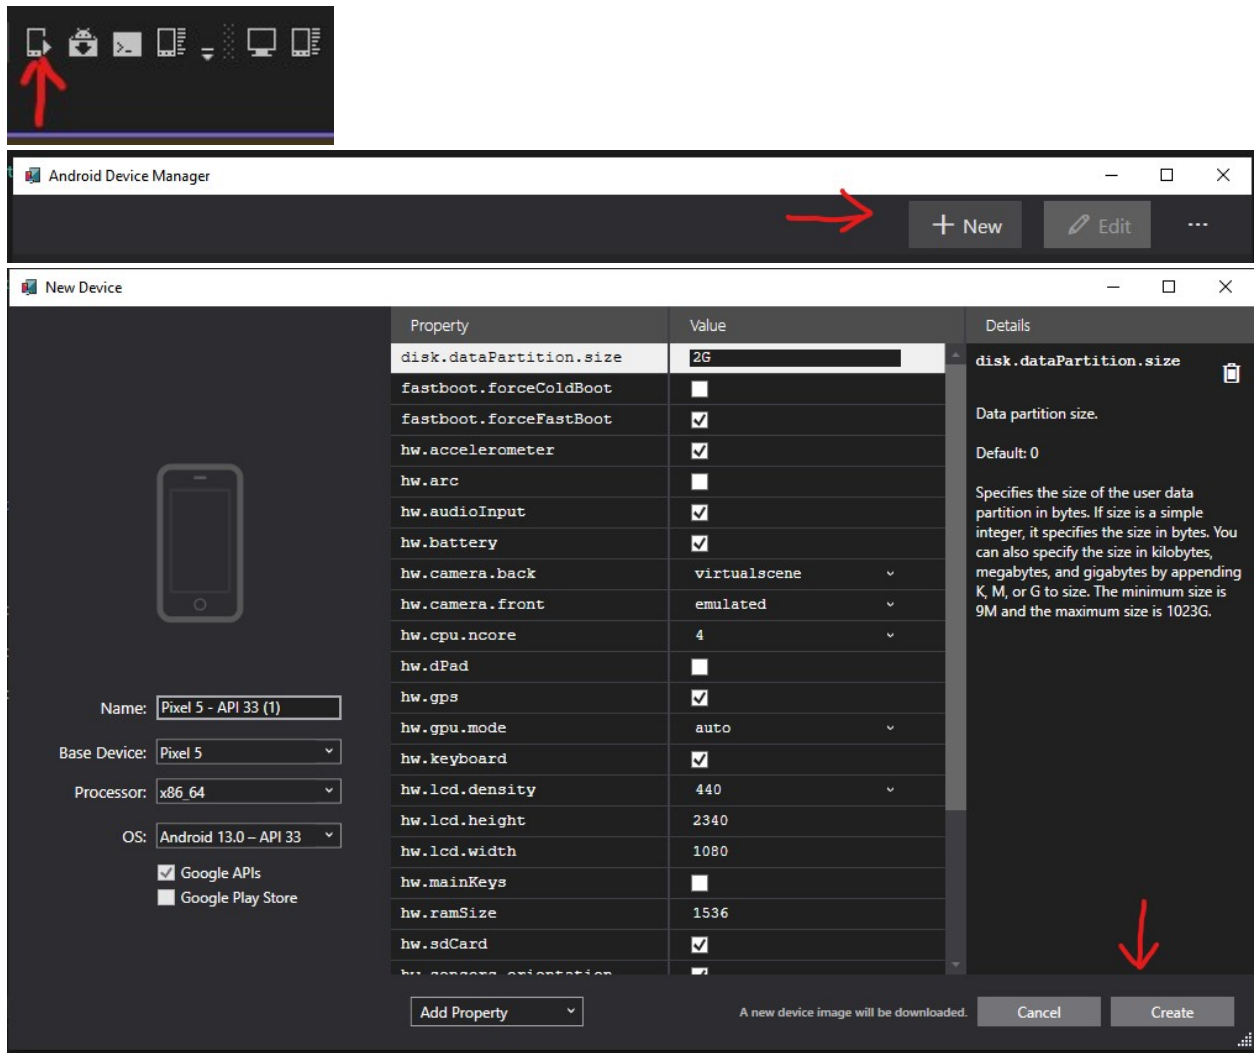 Android Device Manager
New
Edit
...
New Device
Property
Value
Details
disk.dataPartition.size
2G
fastboot.forceColdBoot
fastboot.forceFastBoot
hw.accelerometer
hw.arc
hw.audioInput
hw.battery
hw.camera.back
virtualscene
hw.camera.front
emulated
hw.cpu.ncore
4
hw.dPad
hw.gps
hw.gpu.mode
auto
hw.keyboard
hw.lcd.density
440
hw.lcd.height
2340
hw.lcd.width
1080
hw.mainKeys
hw.ramSize
1536
hw.sdCard
hw.sensors.orientation
disk.dataPartition.size
Data partition size.
Default: 0
Specifies the size of the user data
partition in bytes. If size is a simple
integer, it specifies the size in bytes. You
can also specify the size in kilobytes,
megabytes, and gigabytes by appending
K, M, or G to size. The minimum size is
9M and the maximum size is 1023G.
Name: Pixel 5 - API 33 (1)
Base Device: Pixel 5
Processor: x86_64
OS: Android 13.0 – API 33
Google APIs
Google Play Store
Add Property
A new device image will be downloaded.
Cancel
Create